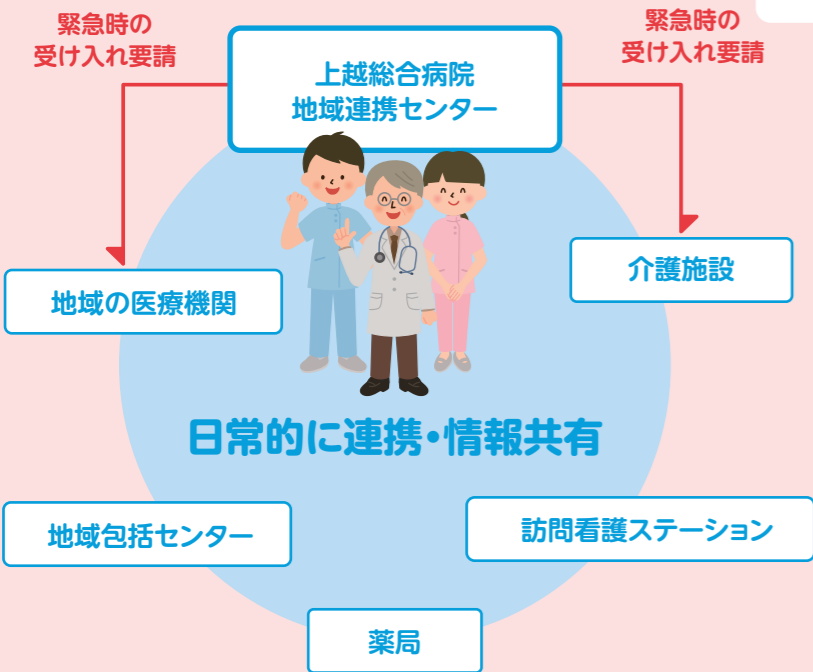 緊急時の
受け入れ要請
緊急時の
受け入れ要請
上越総合病院
地域連携センター
地域の医療機関
介護施設
日常的に連携・情報共有
地域包括センター
訪問看護ステーション
薬局